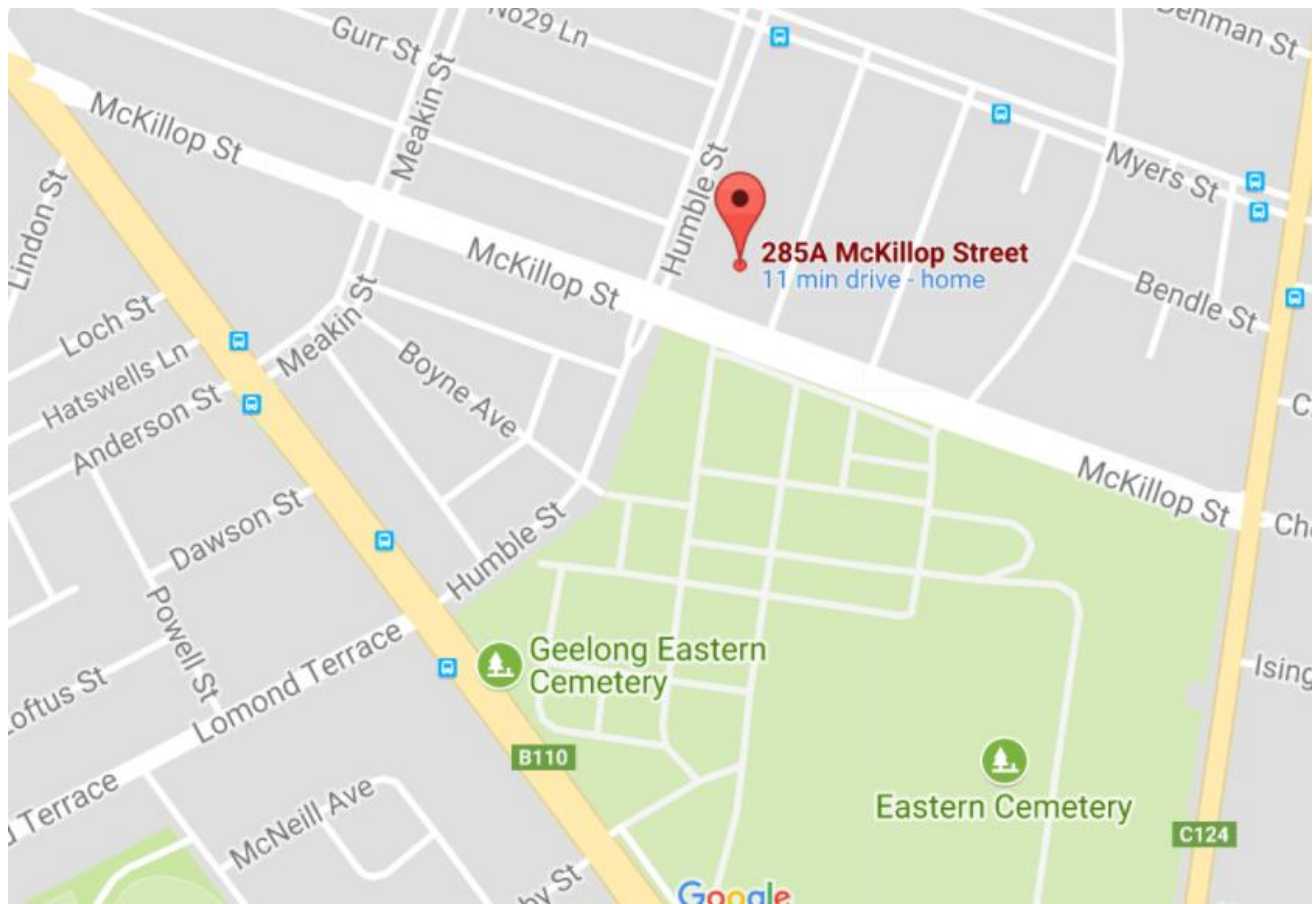 No29 Ln
Denman St
Gurr St
Meakin St
McKillop St
Humble St
Myers St
Lindon St
285A McKillop Street
11 min drive - home
McKillop St
Bendle St
Loch St
Meakin St
Hatswells Ln
Boyne Ave
Anderson St
McKillop St
Dawson St
Humble St
Powell St
Geelong Eastern
Cemetery
Lomond Terrace
Loftus St
Ising
B110
Eastern Cemetery
Terrace
McNeill Ave
C124
by St
Google